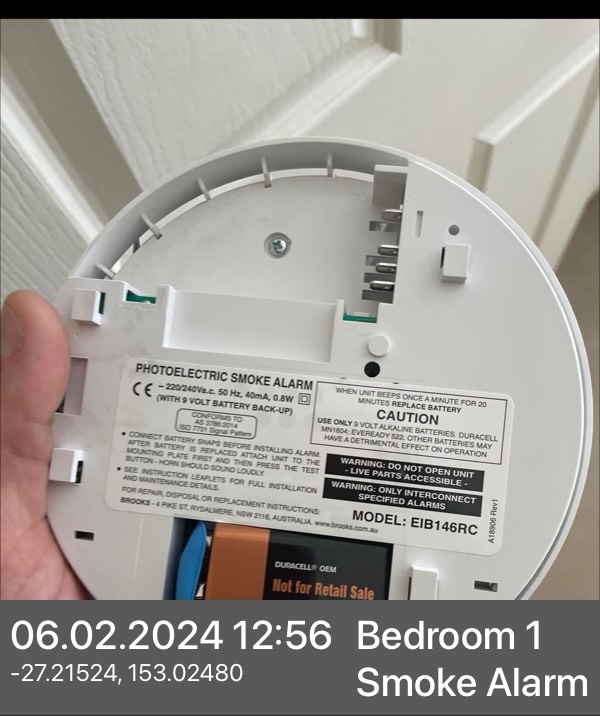 PHOTOELECTRIC SMOKE ALARM
CE ~ 220/240Va.c. 50 Hz, 40mA, 0.8W
(WITH 9 VOLT BATTERY BACK-UP)
CONFORMS TO
AS 3786:2014
ISO 7731 Signal Pattern
• CONNECT BATTERY SNAPS BEFORE INSTALLING ALARM.
AFTER BATTERY IS REPLACED ATTACH UNIT TO THE
MOUNTING PLATE FIRST AND THEN PRESS THE TEST
BUTTON - HORN SHOULD SOUND LOUDLY.
• SEE INSTRUCTION LEAFLETS FOR FULL INSTALLATION
AND MAINTENANCE DETAILS.
FOR REPAIR, DISPOSAL OR REPLACEMENT INSTRUCTIONS:
BROOKS - 4 PIKE ST, RYDALMERE, NSW 2116, AUSTRALIA. www.brooks.com.au
WHEN UNIT BEEPS ONCE A MINUTE FOR 20
MINUTES REPLACE BATTERY
CAUTION
USE ONLY 9 VOLT ALKALINE BATTERIES. DURACELL
MN1604; EVEREADY 522. OTHER BATTERIES MAY
HAVE A DETRIMENTAL EFFECT ON OPERATION
WARNING: DO NOT OPEN UNIT
- LIVE PARTS ACCESSIBLE -
WARNING: ONLY INTERCONNECT
SPECIFIED ALARMS
MODEL: EIB146RC
A18906 Rev1
DURACELL® OEM
Not for Retail Sale
06.02.2024 12:56
-27.21524, 153.02480
Bedroom 1
Smoke Alarm